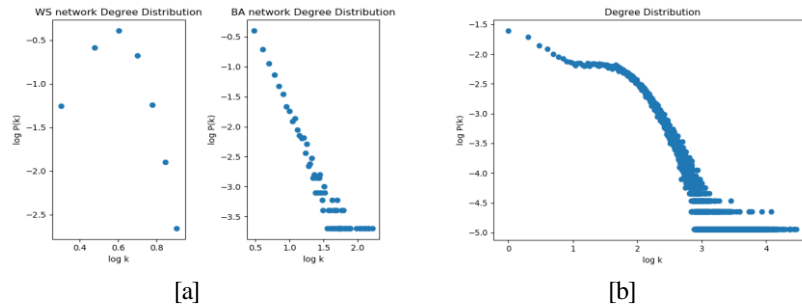 WS network Degree Distribution
−0.5
−1.0
−1.5
−2.0
−2.5
log P(k)
0.4
0.6
0.8
log k
BA network Degree Distribution
−0.5
−1.0
−1.5
−2.0
−2.5
−3.0
−3.5
log P(k)
0.5
1.0
1.5
2.0
log k
[a]
Degree Distribution
−1.5
−2.0
−2.5
−3.0
−3.5
−4.0
−4.5
−5.0
log P(k)
0
1
2
3
4
log k
[b]